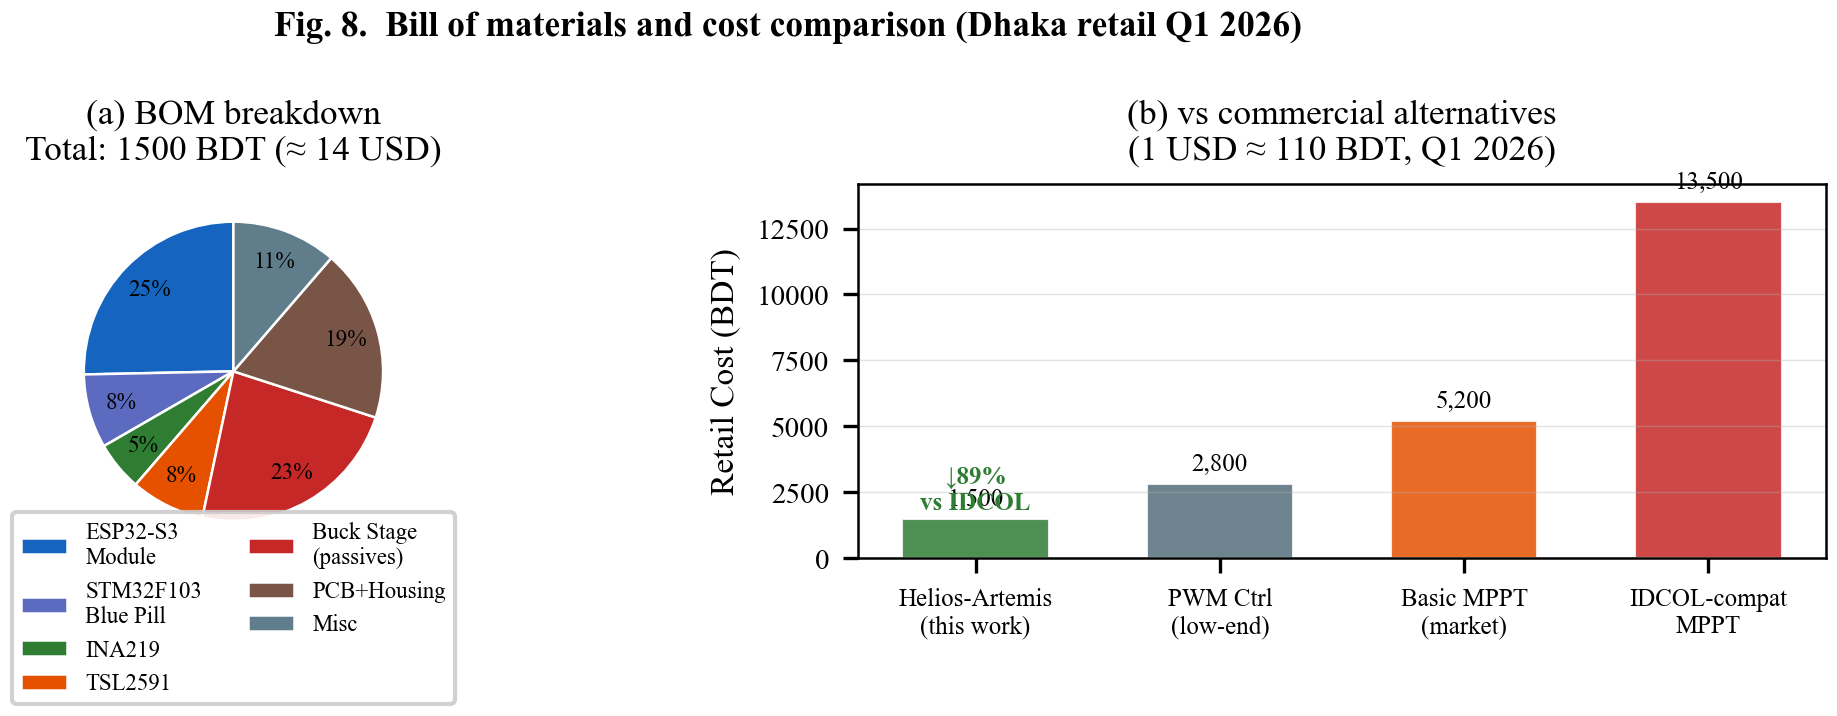 Fig. 8.  Bill of materials and cost comparison (Dhaka retail Q1 2026)
(a) BOM breakdown
Total: 1500 BDT (≈ 14 USD)
25%
8%
5%
8%
23%
19%
11%
ESP32-S3
Module
STM32F103
Blue Pill
INA219
TSL2591
Buck Stage
(passives)
PCB+Housing
Misc
(b) vs commercial alternatives
(1 USD ≈ 110 BDT, Q1 2026)
Retail Cost (BDT)
12500
10000
7500
5000
2500
0
↓89%
vs IDCOL
1,500
2,800
5,200
13,500
Helios-Artemis
(this work)
PWM Ctrl
(low-end)
Basic MPPT
(market)
IDCOL-compat
MPPT